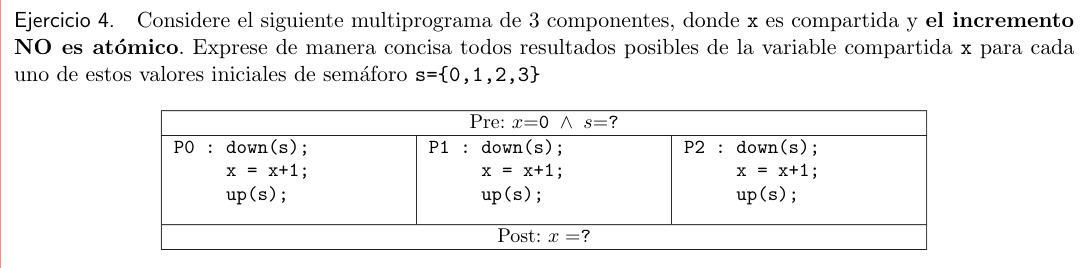 Ejercicio 4. Considere el siguiente multiprograma de 3 componentes, donde x es compartida y el incremento
NO es atómico. Exprese de manera concisa todos resultados posibles de la variable compartida x para cada
uno de estos valores iniciales de semáforo s={0,1,2,3}
Pre: x=0 ∧ s=?
P0 : down(s); P1 : down(s); P2 : down(s);
x = x+1; x = x+1; x = x+1;
up(s); up(s); up(s);
Post: x =?